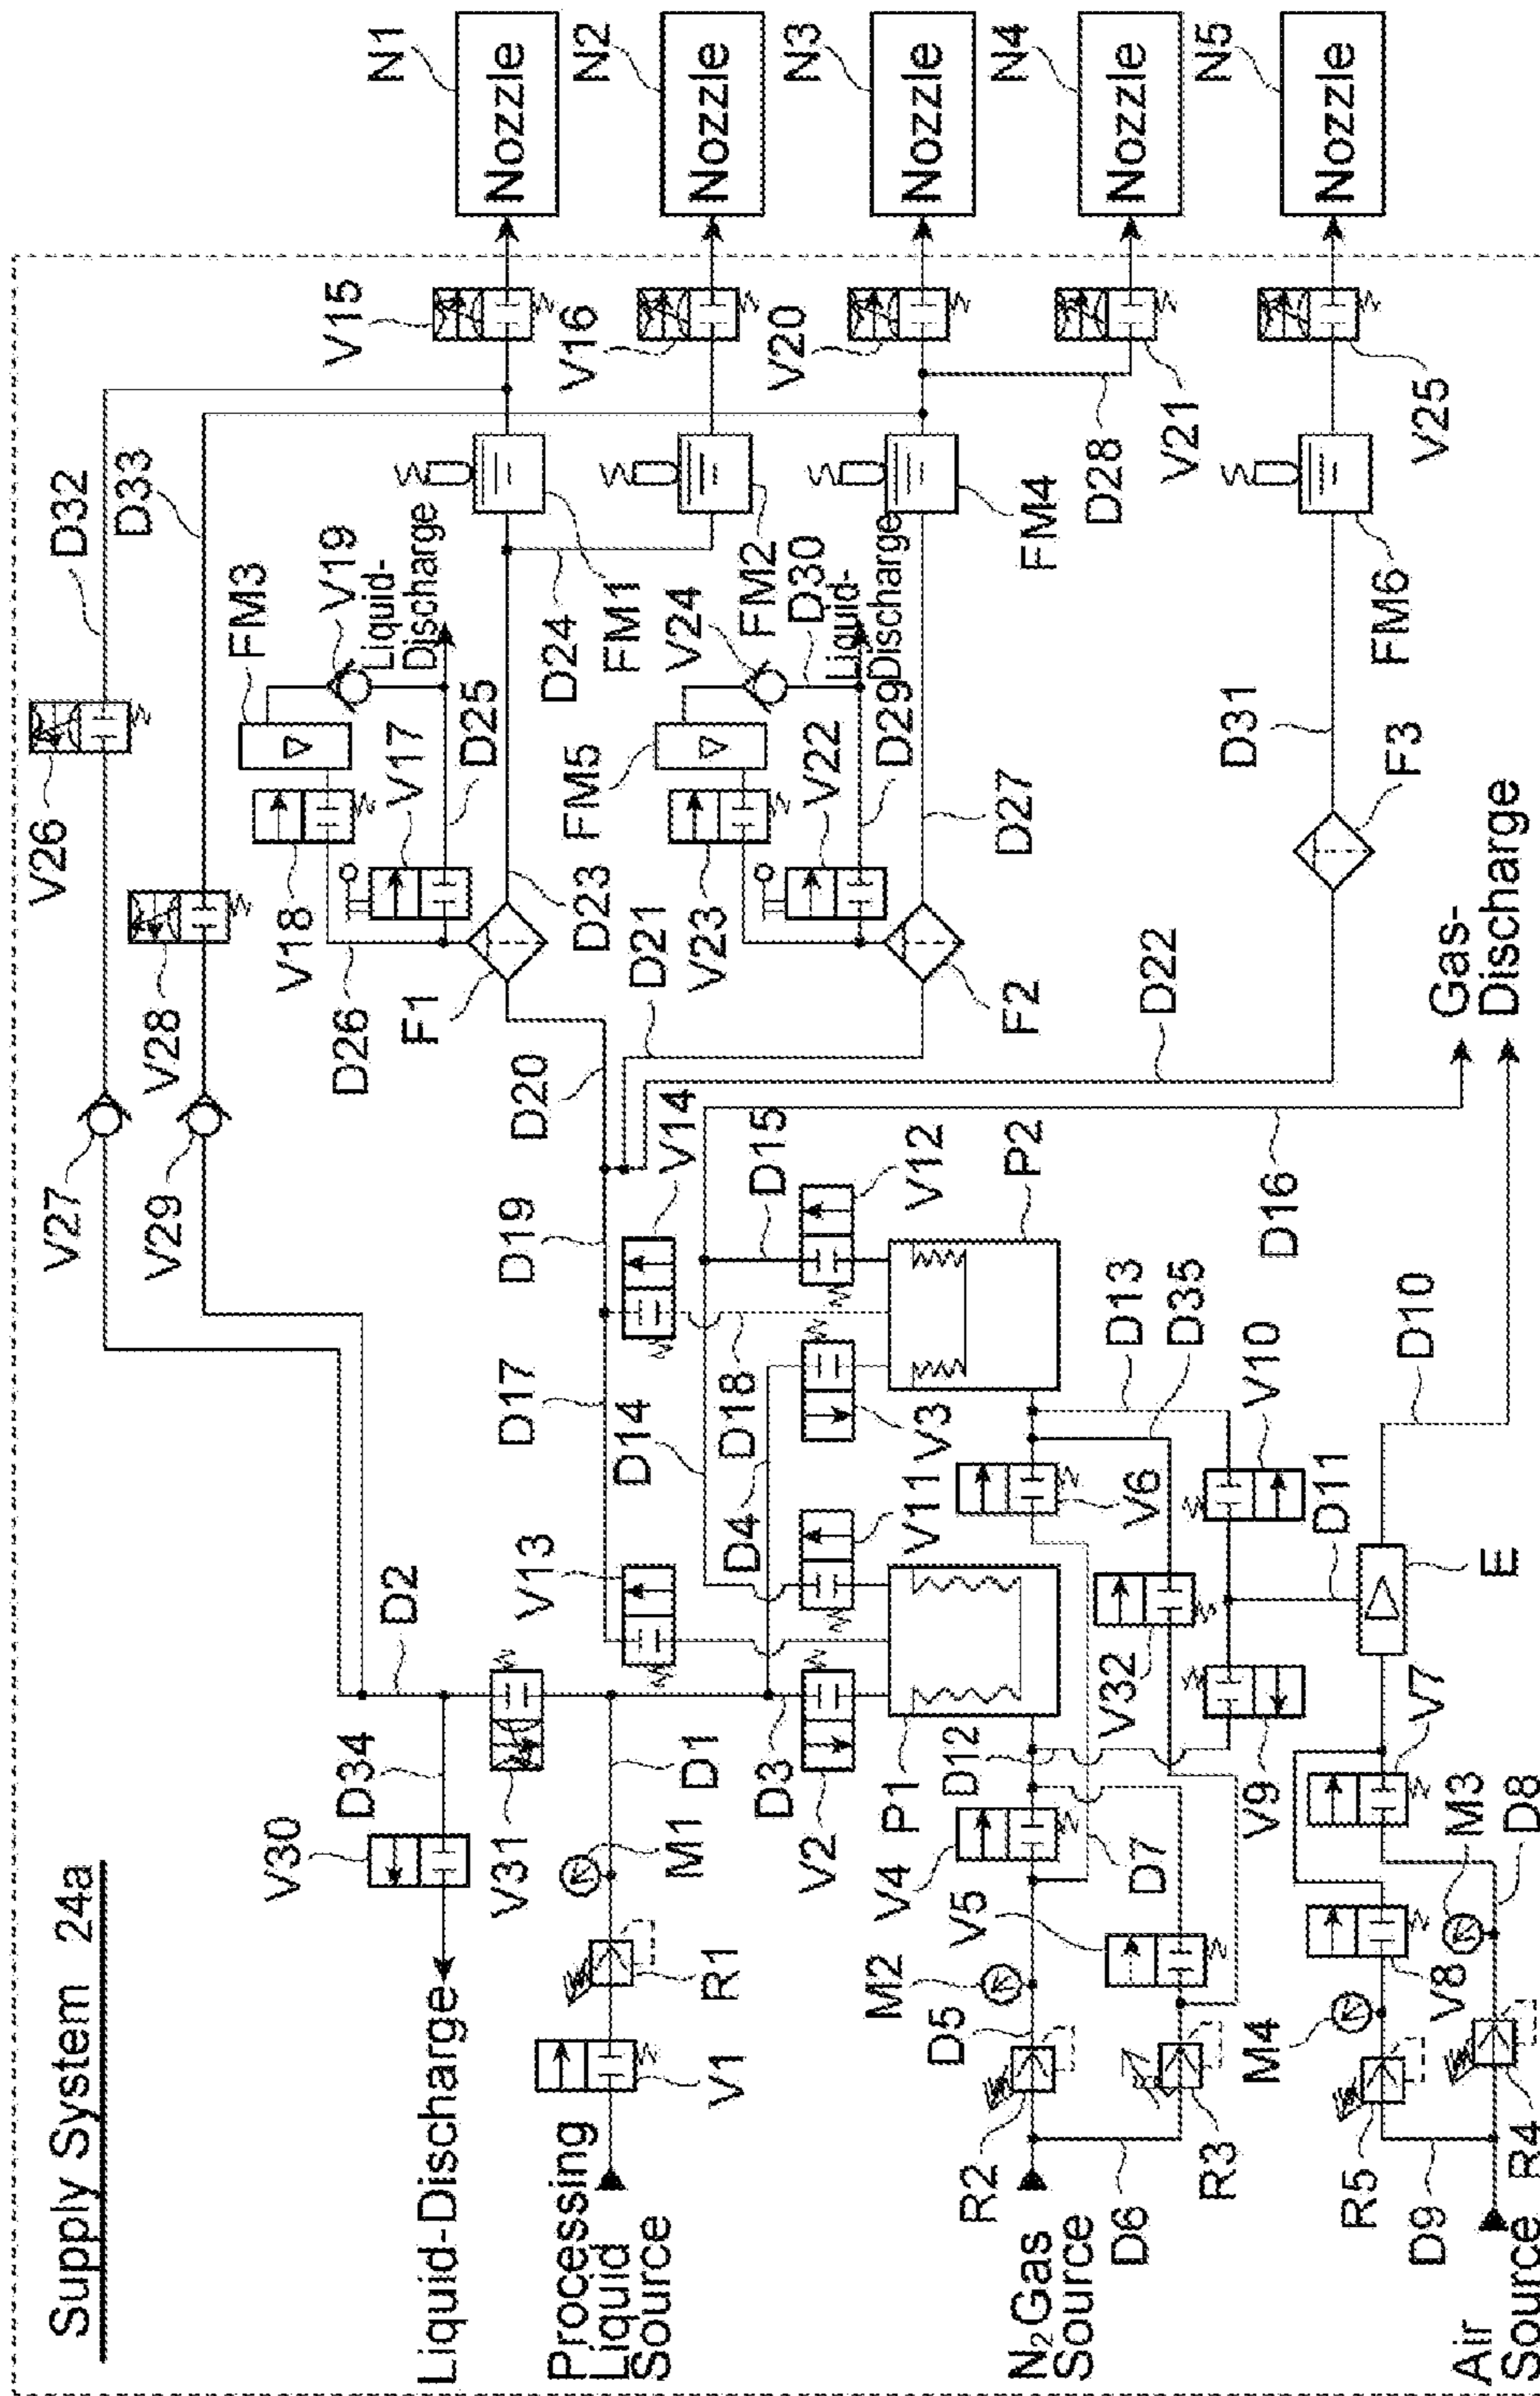 Supply System 24a
V26
D32
V27
D33
V28
V29
FM3
V19
Liquid-
Discharge
V18
V17
D26
D25
F1
D23
D24
FM1
FM2
V15
N1
Nozzle
V16
N2
Nozzle
V20
N3
Nozzle
N4
Nozzle
N5
Nozzle
V21
D28
V25
V24
D30
Liquid-
Discharge
FM5
V23
V22
D29
D21
F2
D27
FM4
D22
F3
D31
FM6
Gas-
Discharge
D2
D34
V30
Liquid-Discharge
V31
Processing
Liquid
Source
V1
R1
M1
D1
D3
V2
V13
D17
D19
D20
V14
D14
D4
D18
D15
V12
V11
V3
P1
P2
D16
N₂Gas
Source
R2
D5
M2
V4
D12
D6
R3
V5
D7
V32
V6
D13
D35
V9
V10
D11
D10
E
Air
Source
R4
D9
R5
M4
V8
M3
D8
V7